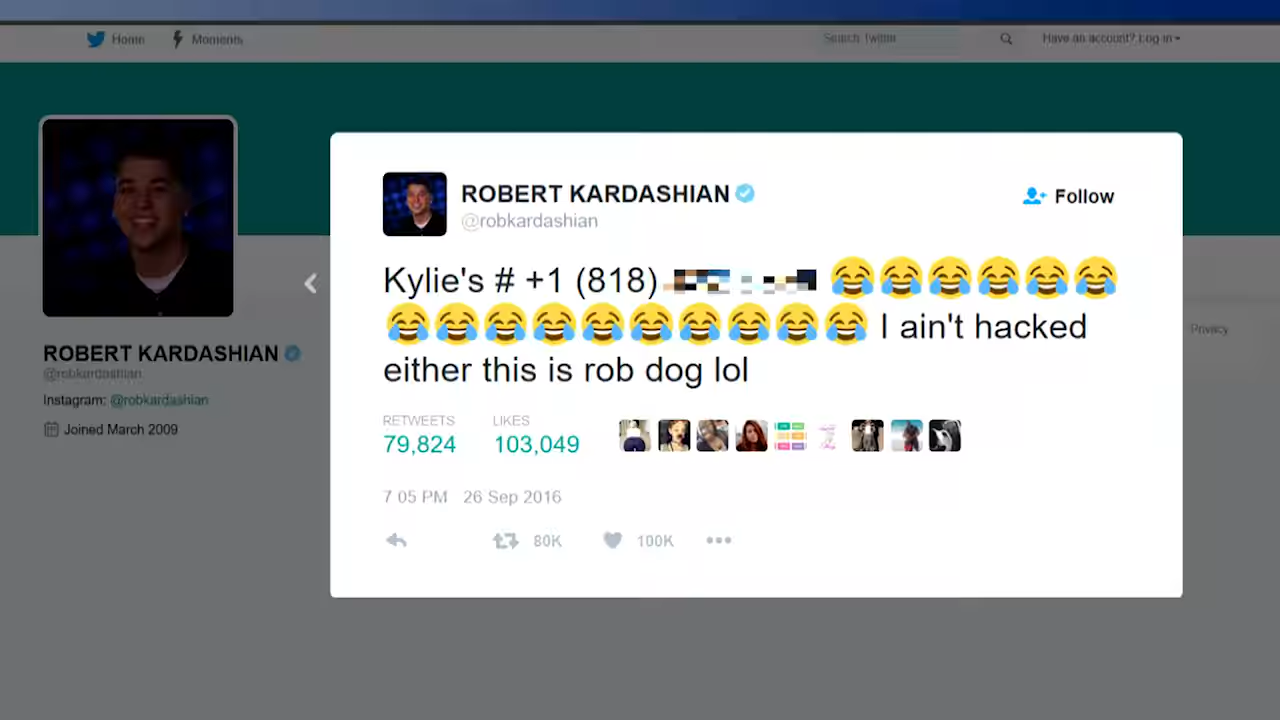 Home Moments Search Twitter Have an account? Log in
ROBERT KARDASHIAN
@robkardashian
Follow
Kylie's # +1 (818) 😂😂😂😂😂😂
😂😂😂😂😂😂😂😂😂😂 I ain't hacked
either this is rob dog lol
RETWEETS LIKES
79,824 103,049
7 05 PM 26 Sep 2016
80K 100K
ROBERT KARDASHIAN
@robkardashian
Instagram: @robkardashian
Joined March 2009
Privacy